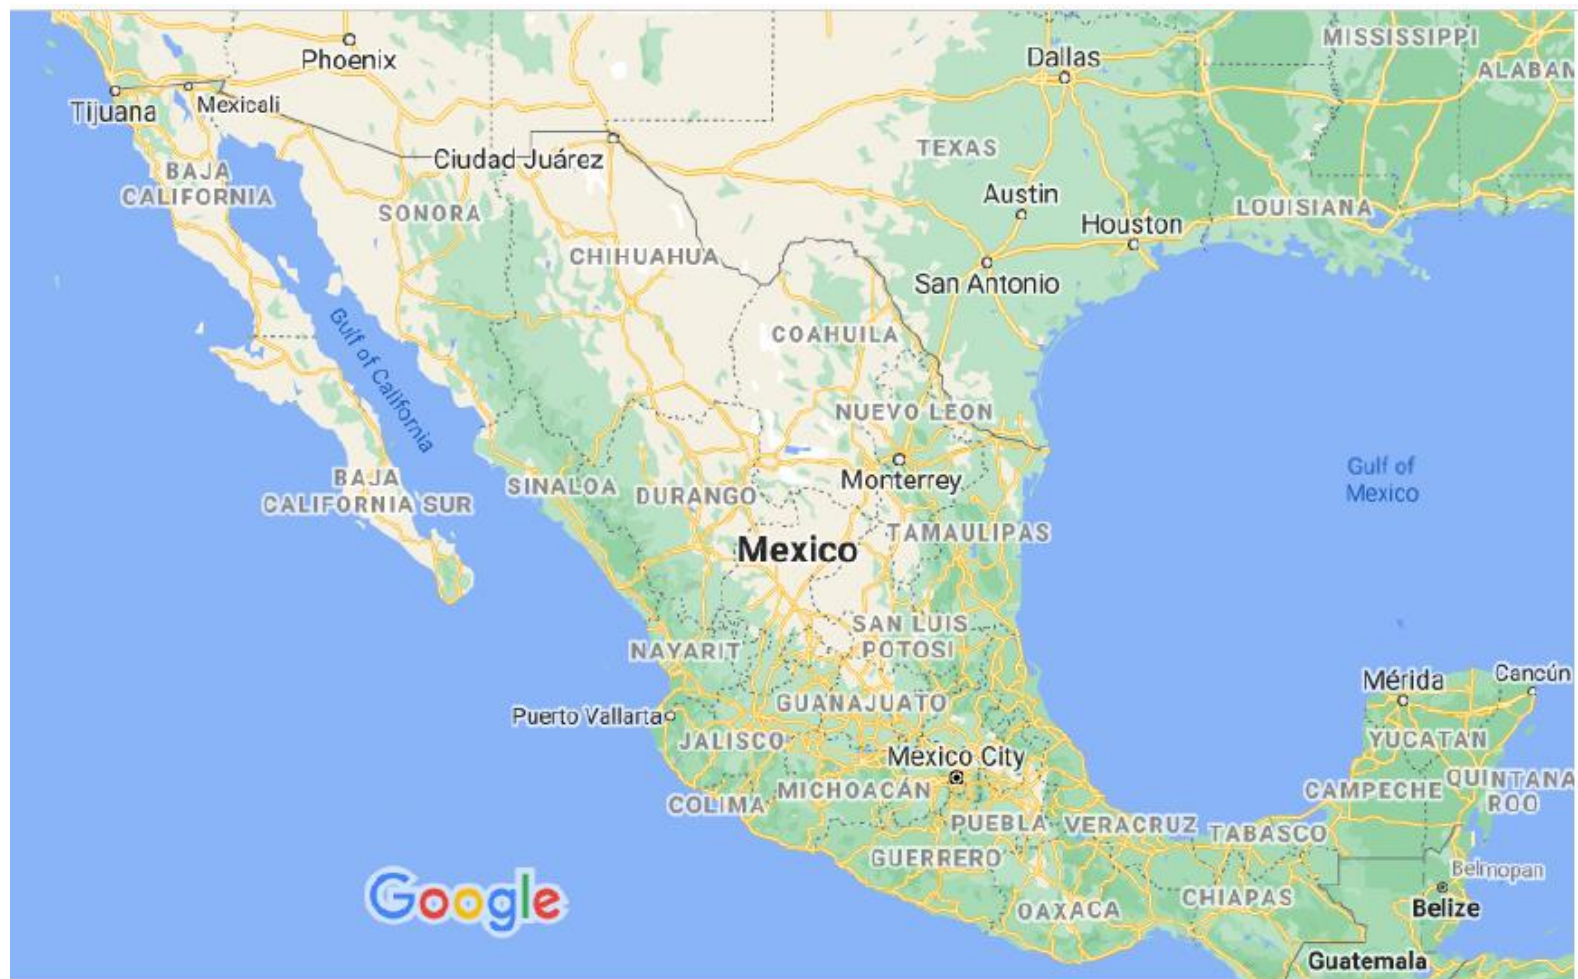 MISSISSIPPI
Phoenix
Dallas
ALABAM
Tijuana
Mexicali
TEXAS
Ciudad Juárez
BAJA
CALIFORNIA
Austin
SONORA
LOUISIANA
Houston
CHIHUAHUA
San Antonio
COAHUILA
Gulf of California
NUEVO LEON
Gulf of
Mexico
Monterrey
BAJA
CALIFORNIA SUR
SINALOA
DURANGO
TAMAULIPAS
Mexico
SAN LUIS
POTOSI
NAYARIT
Mérida
Cancún
GUANAJUATO
Puerto Vallarta
JALISCO
YUCATAN
Mexico City
QUINTANA
ROO
CAMPECHE
MICHOACÁN
COLIMA
PUEBLA
VERACRUZ
TABASCO
GUERRERO
Belmopan
Google
CHIAPAS
OAXACA
Belize
Guatemala